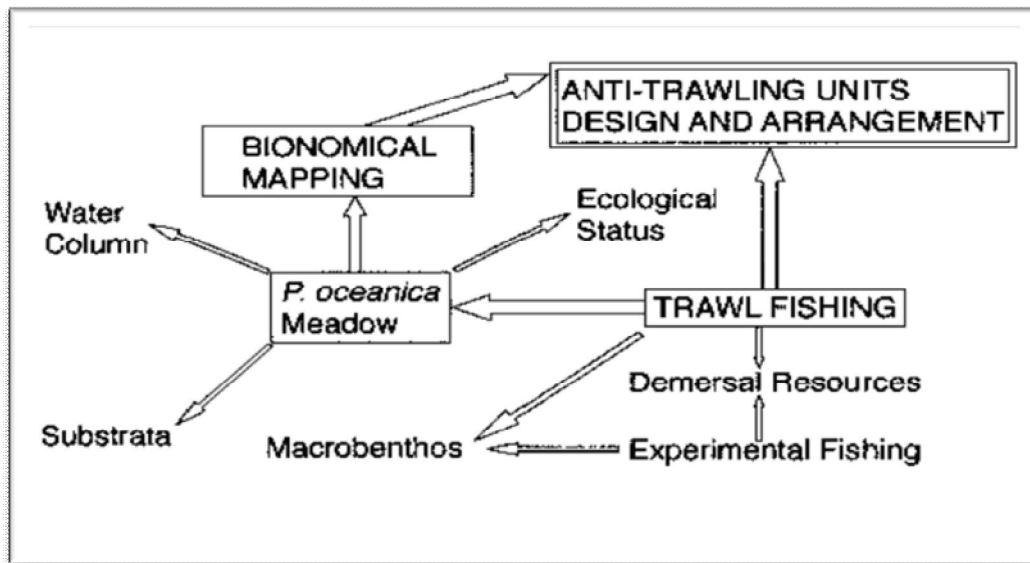 ANTI-TRAWLING UNITS
DESIGN AND ARRANGEMENT
BIONOMICAL
MAPPING
Water
Column
Ecological
Status
P. oceanica
Meadow
TRAWL FISHING
Demersal Resources
Substrata
Macrobenthos
Experimental Fishing